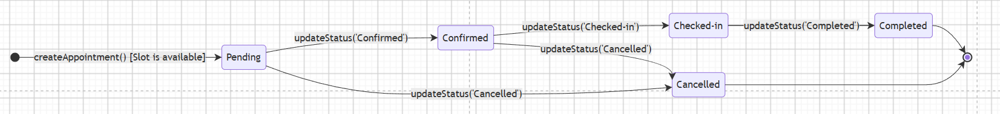 createAppointment() [Slot is available]
Pending
updateStatus('Confirmed')
Confirmed
updateStatus('Checked-in')
Checked-in
updateStatus('Completed')
Completed
updateStatus('Cancelled')
updateStatus('Cancelled')
Cancelled